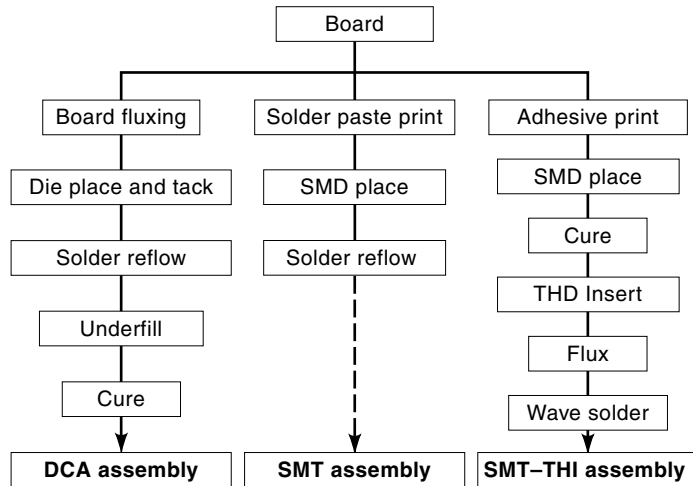 Board
Board fluxing
Die place and tack
Solder reflow
Underfill
Cure
DCA assembly
Solder paste print
SMD place
Solder reflow
SMT assembly
Adhesive print
SMD place
Cure
THD Insert
Flux
Wave solder
SMT–THI assembly